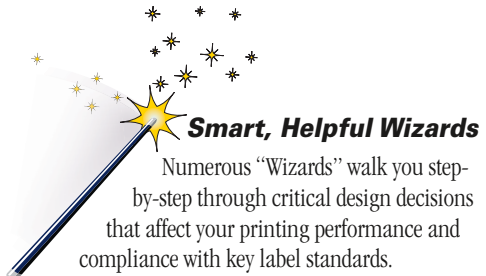 Smart, Helpful Wizards
Numerous “Wizards” walk you step-
by-step through critical design decisions
that affect your printing performance and
compliance with key label standards.